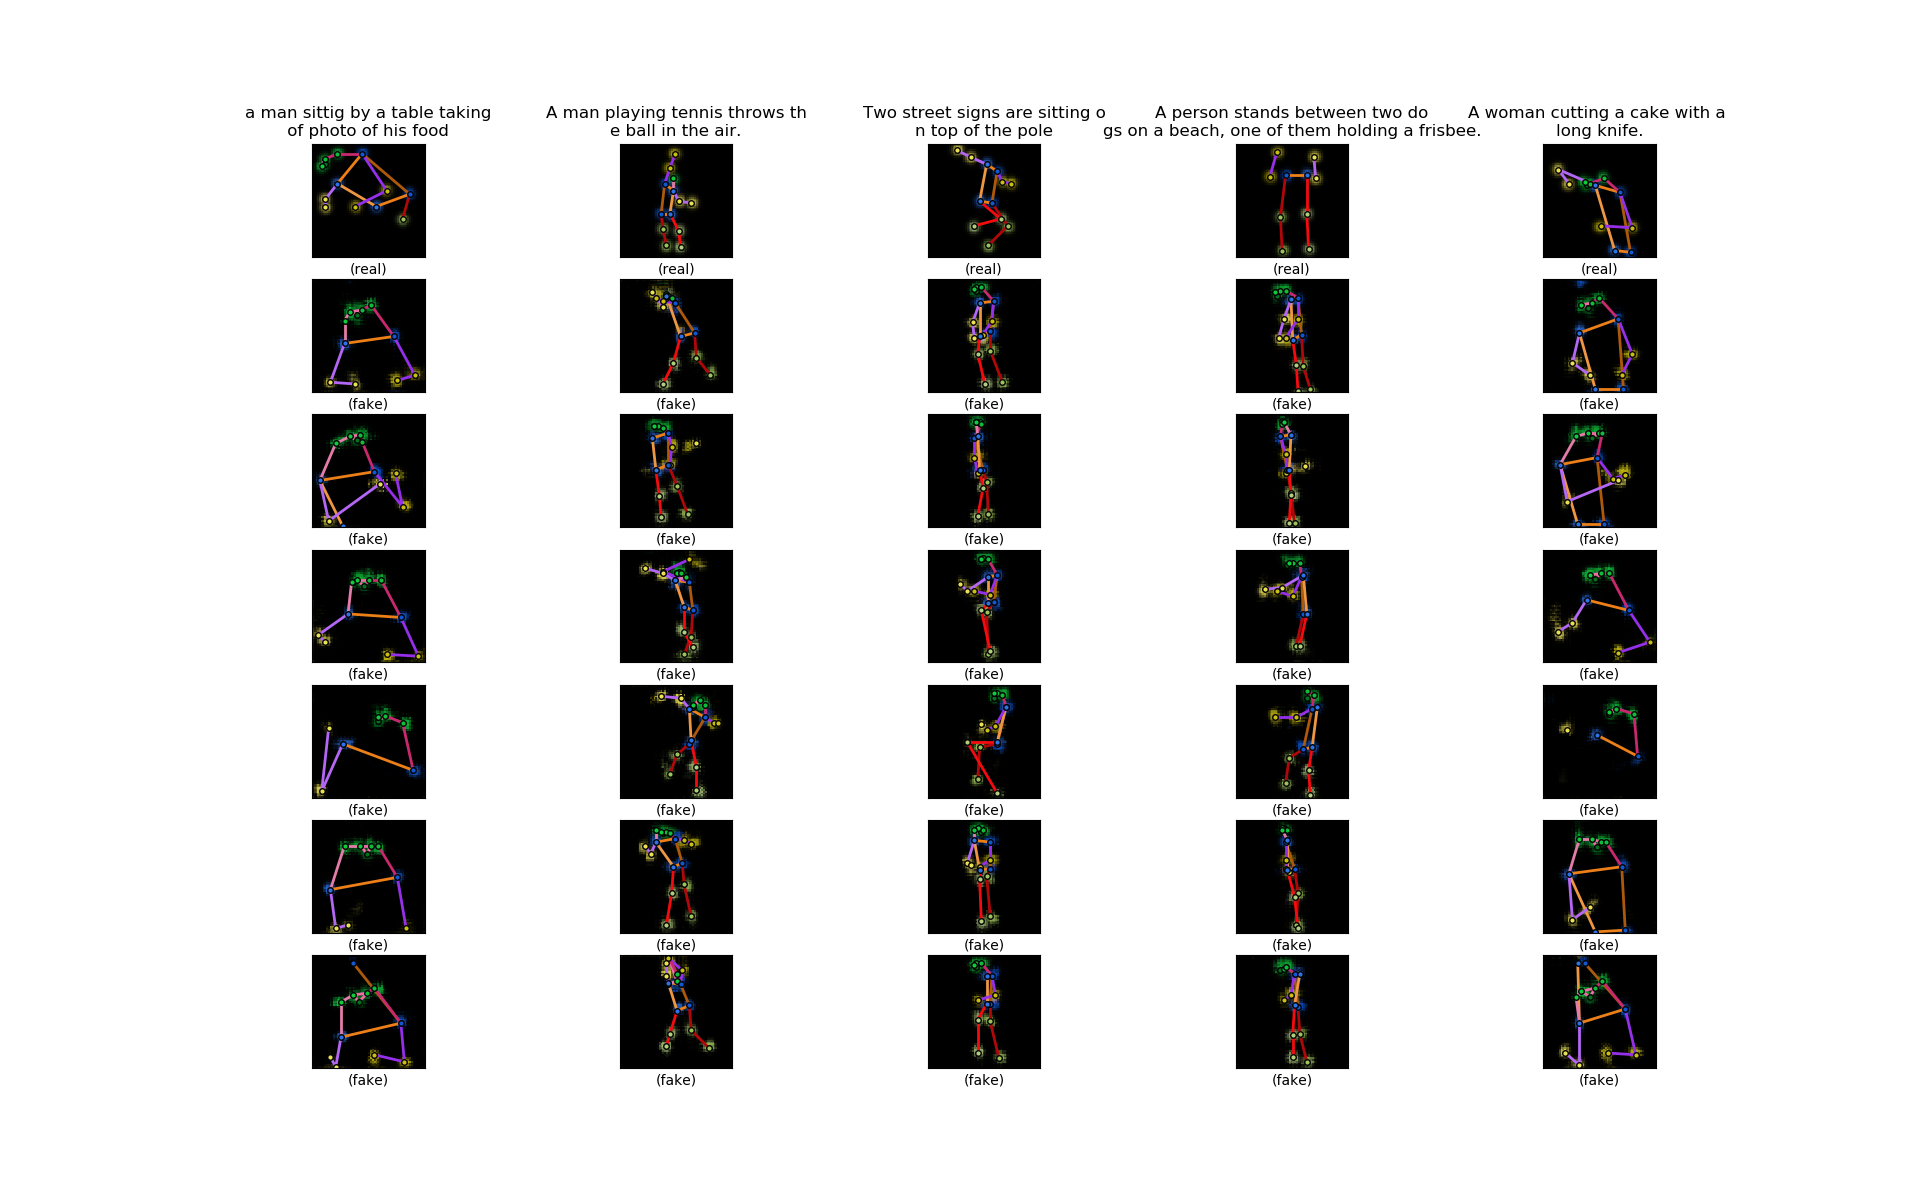 a man sittig by a table taking
of photo of his food
A man playing tennis throws th
e ball in the air.
Two street signs are sitting o
n top of the pole
A person stands between two do
gs on a beach, one of them holding a frisbee.
A woman cutting a cake with a
long knife.
(real) (real) (real) (real) (real)
(fake) (fake) (fake) (fake) (fake)
(fake) (fake) (fake) (fake) (fake)
(fake) (fake) (fake) (fake) (fake)
(fake) (fake) (fake) (fake) (fake)
(fake) (fake) (fake) (fake) (fake)
(fake) (fake) (fake) (fake) (fake)